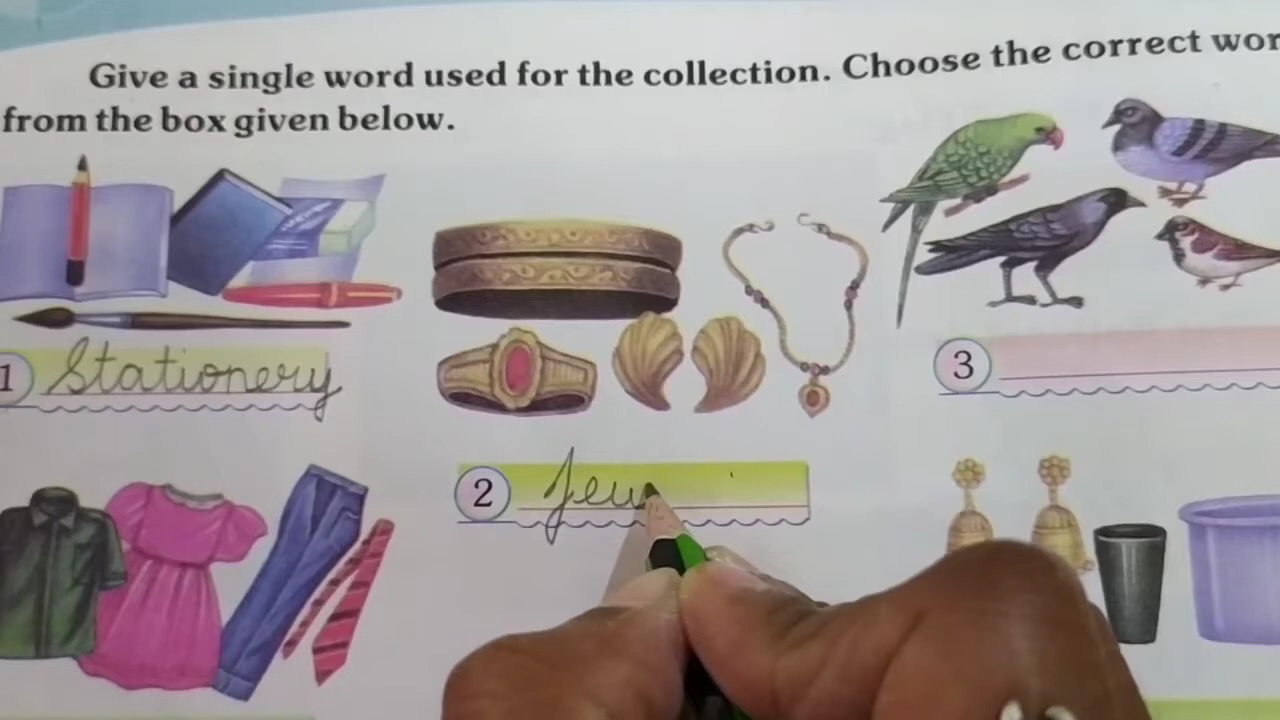 Give a single word used for the collection. Choose the correct wor
from the box given below.
1 Stationery
2 Jew
3